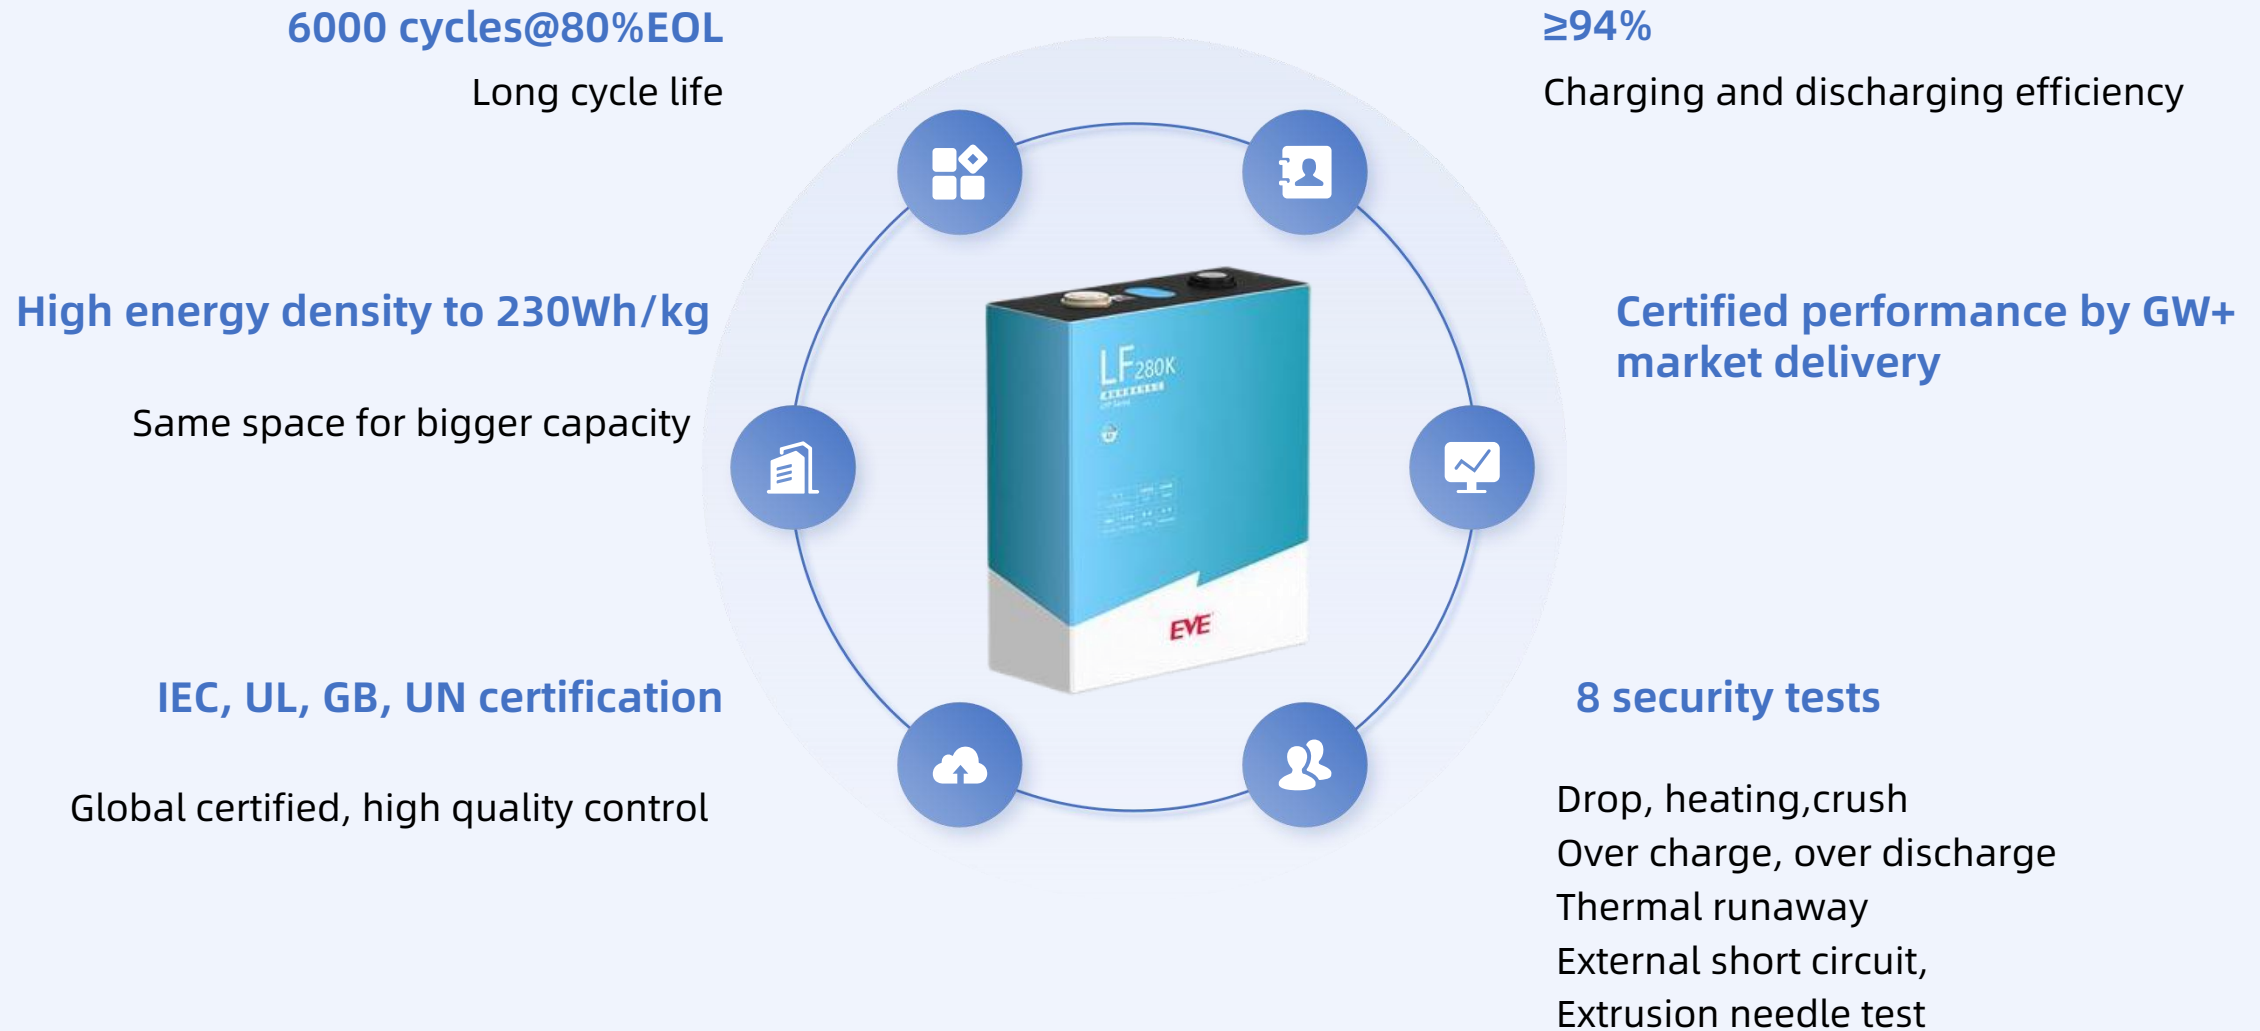 6000 cycles@80%EOL
Long cycle life
≥94%
Charging and discharging efficiency
High energy density to 230Wh/kg
Same space for bigger capacity
Certified performance by GW+
market delivery
LF280K
EVE
IEC, UL, GB, UN certification
Global certified, high quality control
8 security tests
Drop, heating,crush
Over charge, over discharge
Thermal runaway
External short circuit,
Extrusion needle test